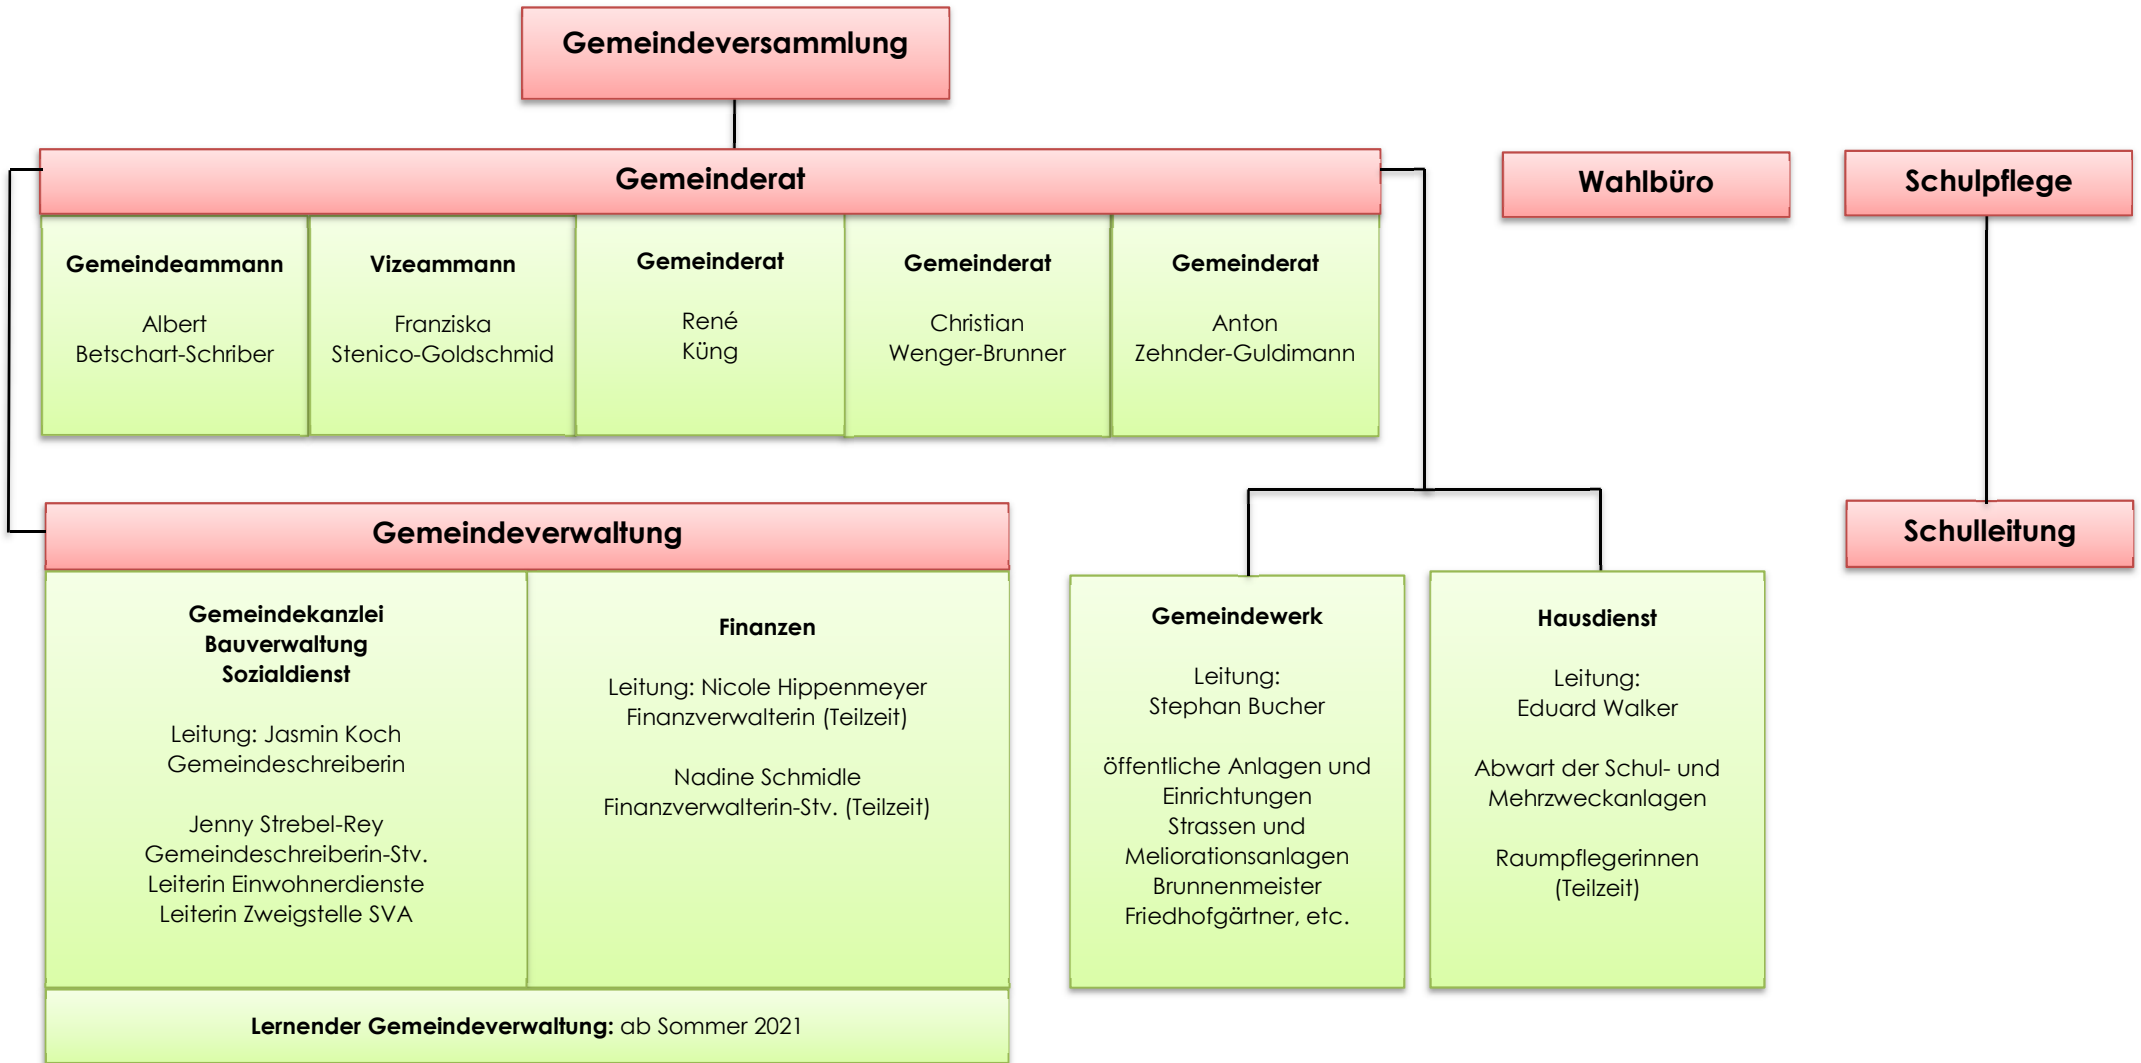 Gemeindeversammlung
Gemeinderat
Wahlbüro
Schulpflege
Gemeindeammann
Albert
Betschart-Schriber
Vizeammann
Franziska
Stenico-Goldschmid
Gemeinderat
René
Küng
Gemeinderat
Christian
Wenger-Brunner
Gemeinderat
Anton
Zehnder-Guldimann
Gemeindeverwaltung
Schulleitung
Gemeindekanzlei
Bauverwaltung
Sozialdienst
Leitung: Jasmin Koch
Gemeindeschreiberin
Jenny Strebel-Rey
Gemeindeschreiberin-Stv.
Leiterin Einwohnerdienste
Leiterin Zweigstelle SVA
Finanzen
Leitung: Nicole Hippenmeyer
Finanzverwalterin (Teilzeit)
Nadine Schmidle
Finanzverwalterin-Stv. (Teilzeit)
Gemeindewerk
Leitung:
Stephan Bucher
öffentliche Anlagen und
Einrichtungen
Strassen und
Meliorationsanlagen
Brunnenmeister
Friedhofgärtner, etc.
Hausdienst
Leitung:
Eduard Walker
Abwart der Schul- und
Mehrzweckanlagen
Raumpflegerinnen
(Teilzeit)
Lernender Gemeindeverwaltung: ab Sommer 2021